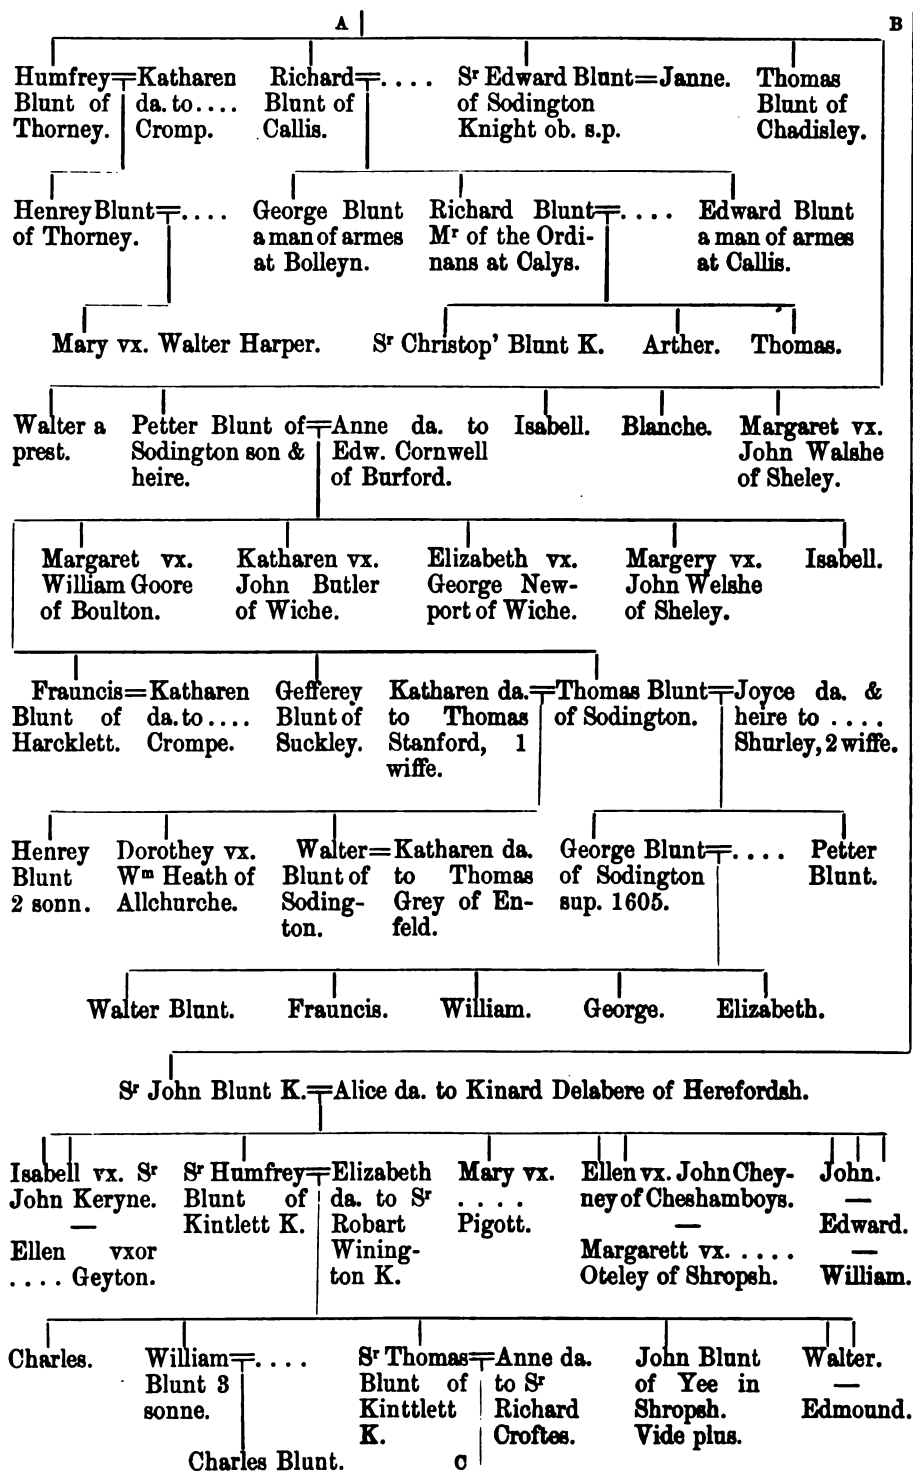 A B
Humfrey=Katharen Richard=.... Sr Edward Blunt=Janne. Thomas
Blunt of da. to.... Blunt of of Sodington Blunt of
Thorney. Cromp. Callis. Knight ob. s.p. Chadisley.
Henrey Blunt=.... George Blunt Richard Blunt=.... Edward Blunt
of Thorney. a man of armes Mr of the Ordi- a man of armes
at Bolleyn. nans at Calys. at Callis.
Mary vx. Walter Harper. Sr Christop' Blunt K. Arther. Thomas.
Walter a Petter Blunt of=Anne da. to Isabell. Blanche. Margaret vx.
prest. Sodington son & Edw. Cornwell John Walshe
heire. of Burford. of Sheley.
Margaret vx. Katharen vx. Elizabeth vx. Margery vx. Isabell.
William Goore John Butler George New- John Welshe
of Boulton. of Wiche. port of Wiche. of Sheley.
Frauncis=Katharen Gefferey Katharen da.=Thomas Blunt=Joyce da. &
Blunt of da. to.... Blunt of to Thomas of Sodington. heire to ....
Harcklett. Crompe. Suckley. Stanford, 1 Shurley, 2 wiffe.
wiffe.
Henrey Dorothey vx. Walter=Katharen da. George Blunt=.... Petter
Blunt Wm Heath of Blunt of to Thomas of Sodington Blunt.
2 sonn. Allchurche. Soding- Grey of En- sup. 1605.
ton. feld.
Walter Blunt. Frauncis. William. George. Elizabeth.
Sr John Blunt K.=Alice da. to Kinard Delabere of Herefordsh.
Isabell vx. Sr Sr Humfrey=Elizabeth Mary vx. Ellen vx. John Chey- John.
John Keryne. Blunt of da. to Sr .... ney of Cheshamboys. —
— Kintlett K. Robart Pigott. — Edward.
Ellen vxor Wining- Margarett vx..... —
.... Geyton. ton K. Oteley of Shropsh. William.
Charles. William=.... Sr Thomas=Anne da. John Blunt Walter.
Blunt 3 Blunt of to Sr of Yee in —
sonne. Kinttlett Richard Shropsh. Edmound.
K. Croftes. Vide plus.
Charles Blunt. C